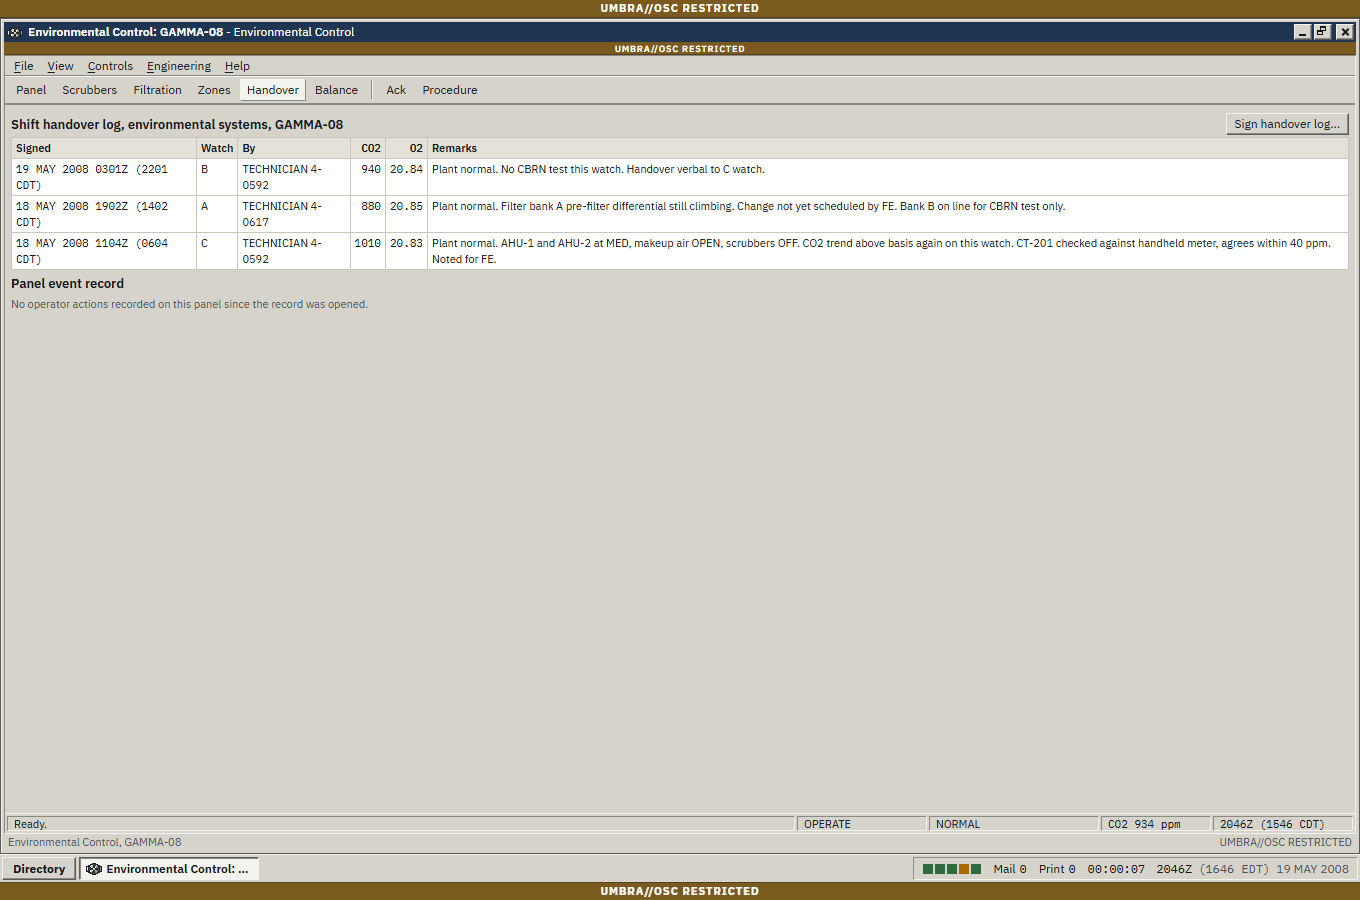 UMBRA//OSC RESTRICTED
Environmental Control: GAMMA-08 - Environmental Control
UMBRA//OSC RESTRICTED
File View Controls Engineering Help
Panel Scrubbers Filtration Zones Handover Balance Ack Procedure
Shift handover log, environmental systems, GAMMA-08
Sign handover log...
Signed Watch By CO2 O2 Remarks
19 MAY 2008 0301Z (2201 CDT) B TECHNICIAN 4-0592 940 20.84 Plant normal. No CBRN test this watch. Handover verbal to C watch.
18 MAY 2008 1902Z (1402 CDT) A TECHNICIAN 4-0617 880 20.85 Plant normal. Filter bank A pre-filter differential still climbing. Change not yet scheduled by FE. Bank B on line for CBRN test only.
18 MAY 2008 1104Z (0604 CDT) C TECHNICIAN 4-0592 1010 20.83 Plant normal. AHU-1 and AHU-2 at MED, makeup air OPEN, scrubbers OFF. CO2 trend above basis again on this watch. CT-201 checked against handheld meter, agrees within 40 ppm. Noted for FE.
Panel event record
No operator actions recorded on this panel since the record was opened.
Ready. OPERATE NORMAL CO2 934 ppm 2046Z (1546 CDT)
Environmental Control, GAMMA-08 UMBRA//OSC RESTRICTED
Directory Environmental Control: ... Mail 0 Print 0 00:00:07 2046Z (1646 EDT) 19 MAY 2008
UMBRA//OSC RESTRICTED